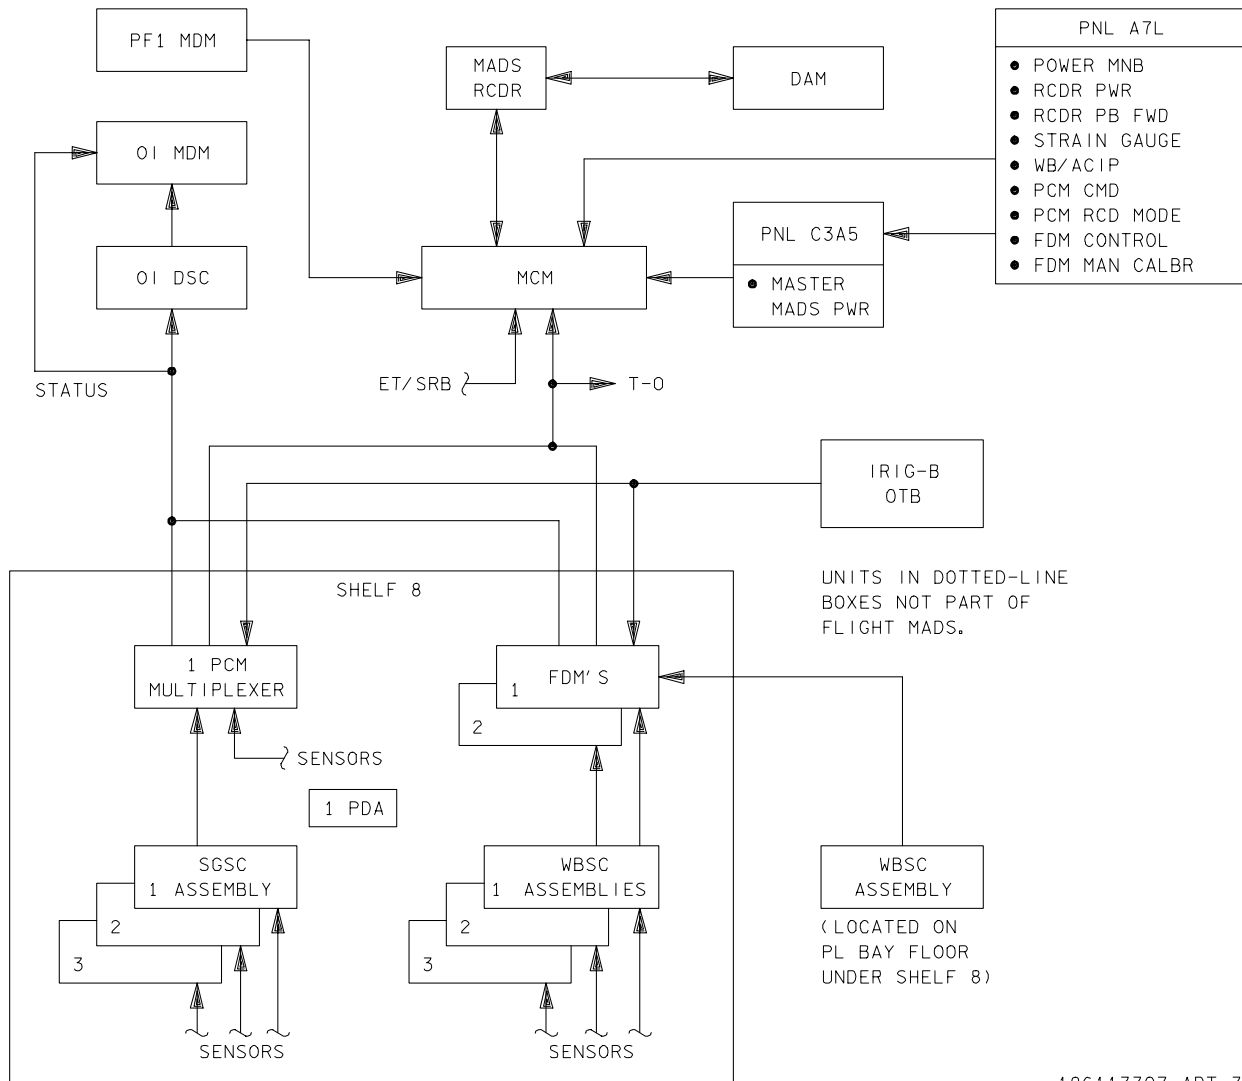 PF1 MDM
MADS
RCDR
DAM
PNL A7L
● POWER MNB
● RCDR PWR
● RCDR PB FWD
● STRAIN GAUGE
● WB/ACIP
● PCM CMD
● PCM RCD MODE
● FDM CONTROL
● FDM MAN CALBR
OI MDM
OI DSC
MCM
PNL C3A5
● MASTER
MADS PWR
STATUS
ET/SRB
T-0
IRIG-B
OTB
UNITS IN DOTTED-LINE
BOXES NOT PART OF
FLIGHT MADS.
SHELF 8
1 PCM
MULTIPLEXER
FDM'S
1
2
SENSORS
1 PDA
SGSC
1 ASSEMBLY
2
3
SENSORS
WBSC
1 ASSEMBLIES
2
3
SENSORS
WBSC
ASSEMBLY
(LOCATED ON
PL BAY FLOOR
UNDER SHELF 8)